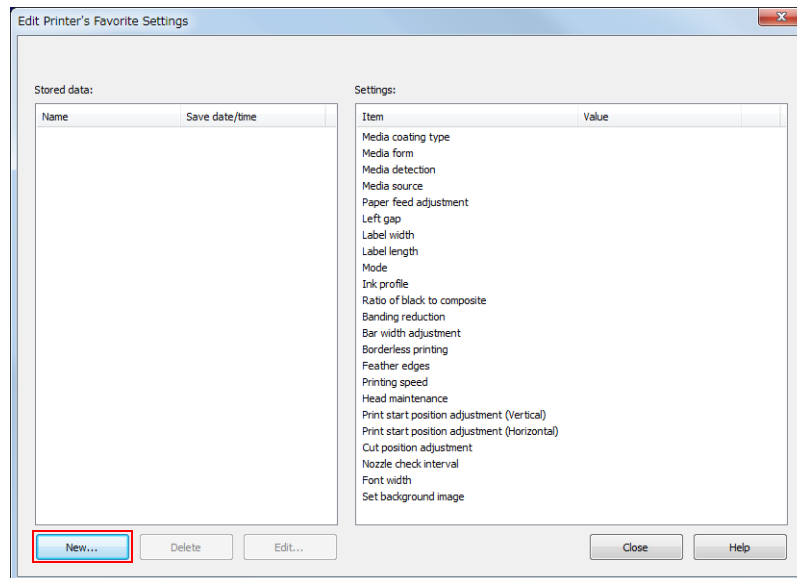 Edit Printer's Favorite Settings
Stored data:
Name Save date/time
Settings:
Item Value
Media coating type
Media form
Media detection
Media source
Paper feed adjustment
Left gap
Label width
Label length
Mode
Ink profile
Ratio of black to composite
Banding reduction
Bar width adjustment
Borderless printing
Feather edges
Printing speed
Head maintenance
Print start position adjustment (Vertical)
Print start position adjustment (Horizontal)
Cut position adjustment
Nozzle check interval
Font width
Set background image
New... Delete Edit... Close Help